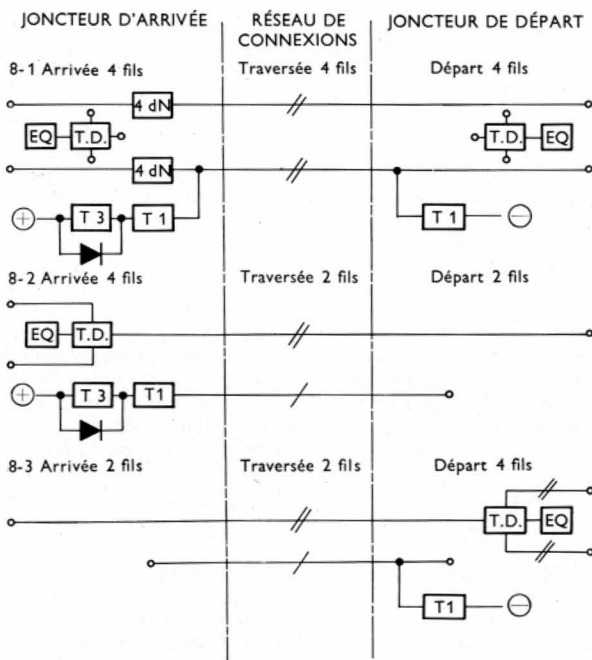 JONCTEUR D'ARRIVÉE RÉSEAU DE CONNEXIONS JONCTEUR DE DÉPART
8-1 Arrivée 4 fils Traversée 4 fils Départ 4 fils
4 dN
EQ T.D. T.D. EQ
4 dN
+ T 3 T 1 T 1 −
8-2 Arrivée 4 fils Traversée 2 fils Départ 2 fils
EQ T.D.
+ T 3 T1
8-3 Arrivée 2 fils Traversée 2 fils Départ 4 fils
T.D. EQ
T1 −